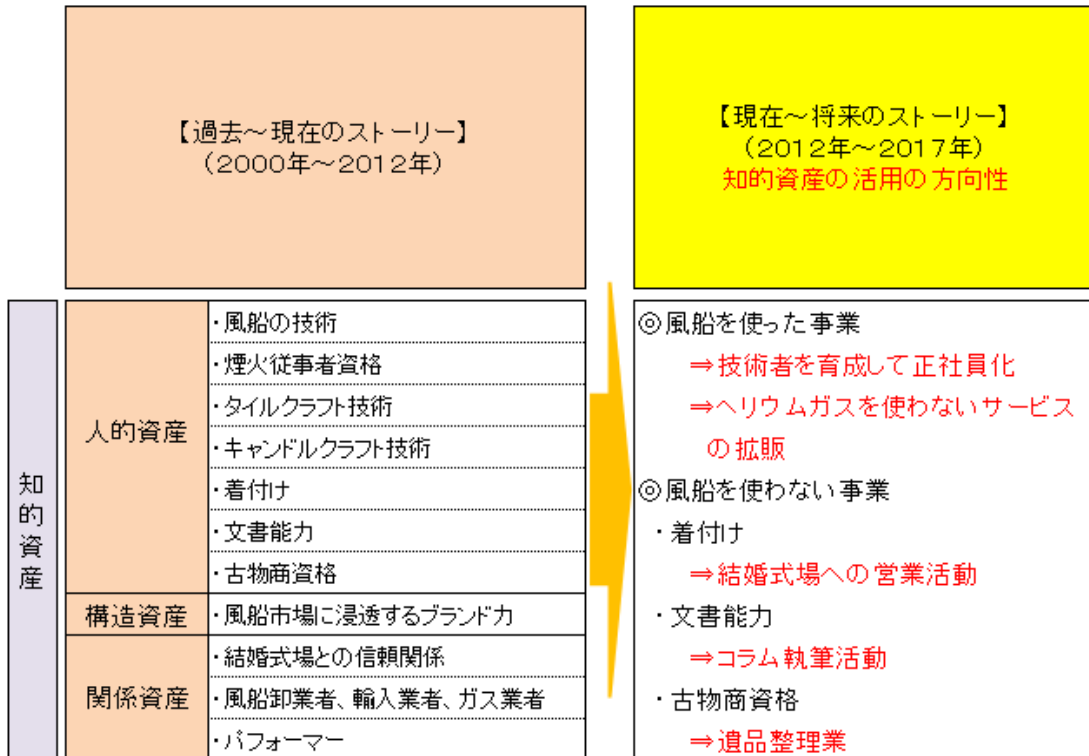 【過去～現在のストーリー】
（2000年～2012年）
【現在～将来のストーリー】
（2012年～2017年）
知的資産の活用の方向性
知的資産
人的資産
・風船の技術
・煙火従事者資格
・タイルクラフト技術
・キャンドルクラフト技術
・着付け
・文書能力
・古物商資格
構造資産
・風船市場に浸透するブランド力
関係資産
・結婚式場との信頼関係
・風船卸業者、輸入業者、ガス業者
・パフォーマー
◎風船を使った事業
⇒技術者を育成して正社員化
⇒ヘリウムガスを使わないサービス
の拡販
◎風船を使わない事業
・着付け
⇒結婚式場への営業活動
・文書能力
⇒コラム執筆活動
・古物商資格
⇒遺品整理業